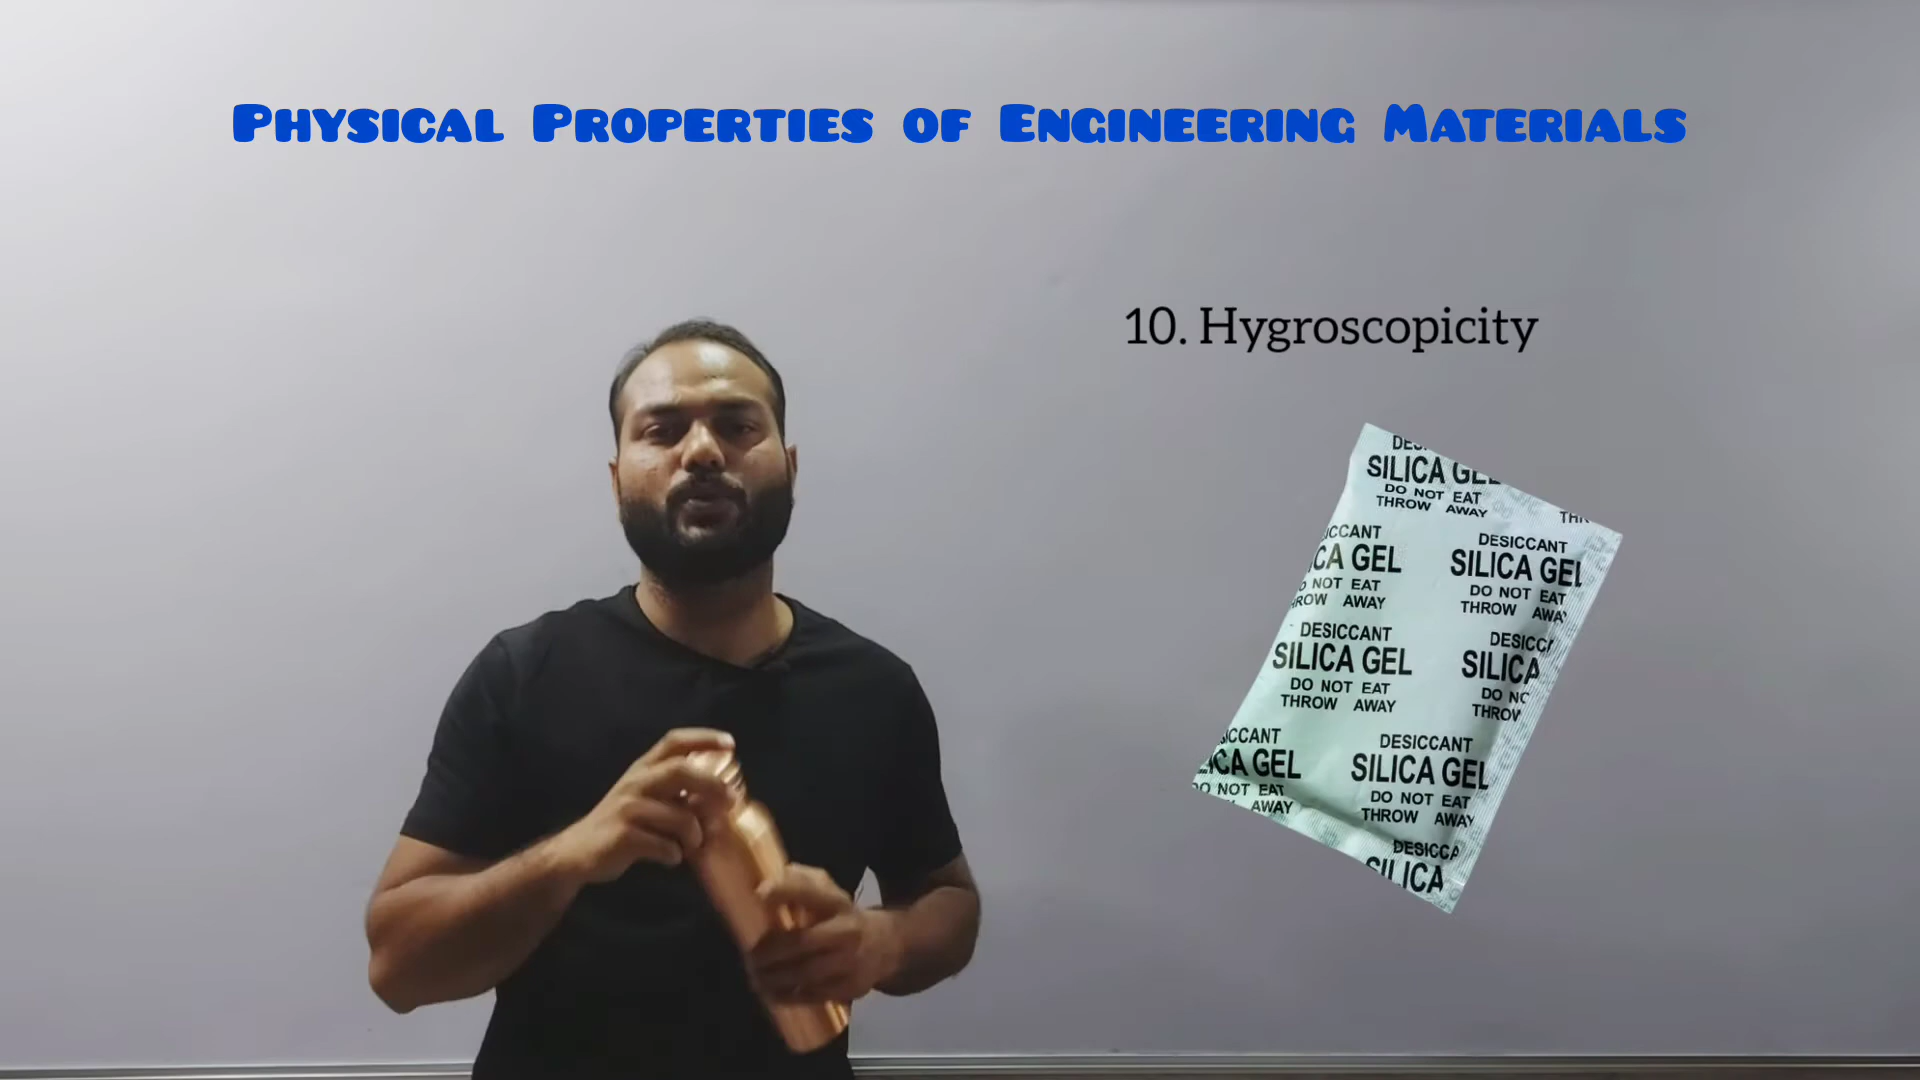 Physical Properties of Engineering Materials
10. Hygroscopicity
SILICA GEL
DO NOT EAT
THROW AWAY
DESICCANT
SILICA GEL
DO NOT EAT
THROW AWAY
DESICCANT
SILICA GEL
DO NOT EAT
THROW AWAY
DESICCANT
SILICA GEL
DO NOT EAT
THROW AWAY